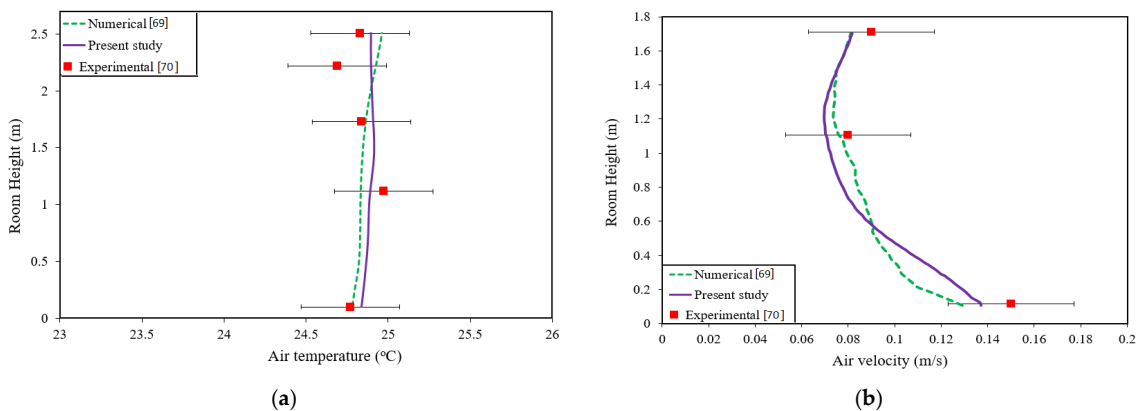 Numerical [69]
Present study
Experimental [70]
2.5
2
1.5
1
0.5
0
Room Height (m)
23
23.5
24
24.5
25
25.5
26
Air temperature (°C)
(a)
1.8
1.6
1.4
1.2
1
0.8
0.6
0.4
0.2
0
Room Height (m)
Numerical [69]
Present study
Experimental [70]
0.00
0.02
0.04
0.06
0.08
0.1
0.12
0.14
0.16
0.18
0.2
Air velocity (m/s)
(b)